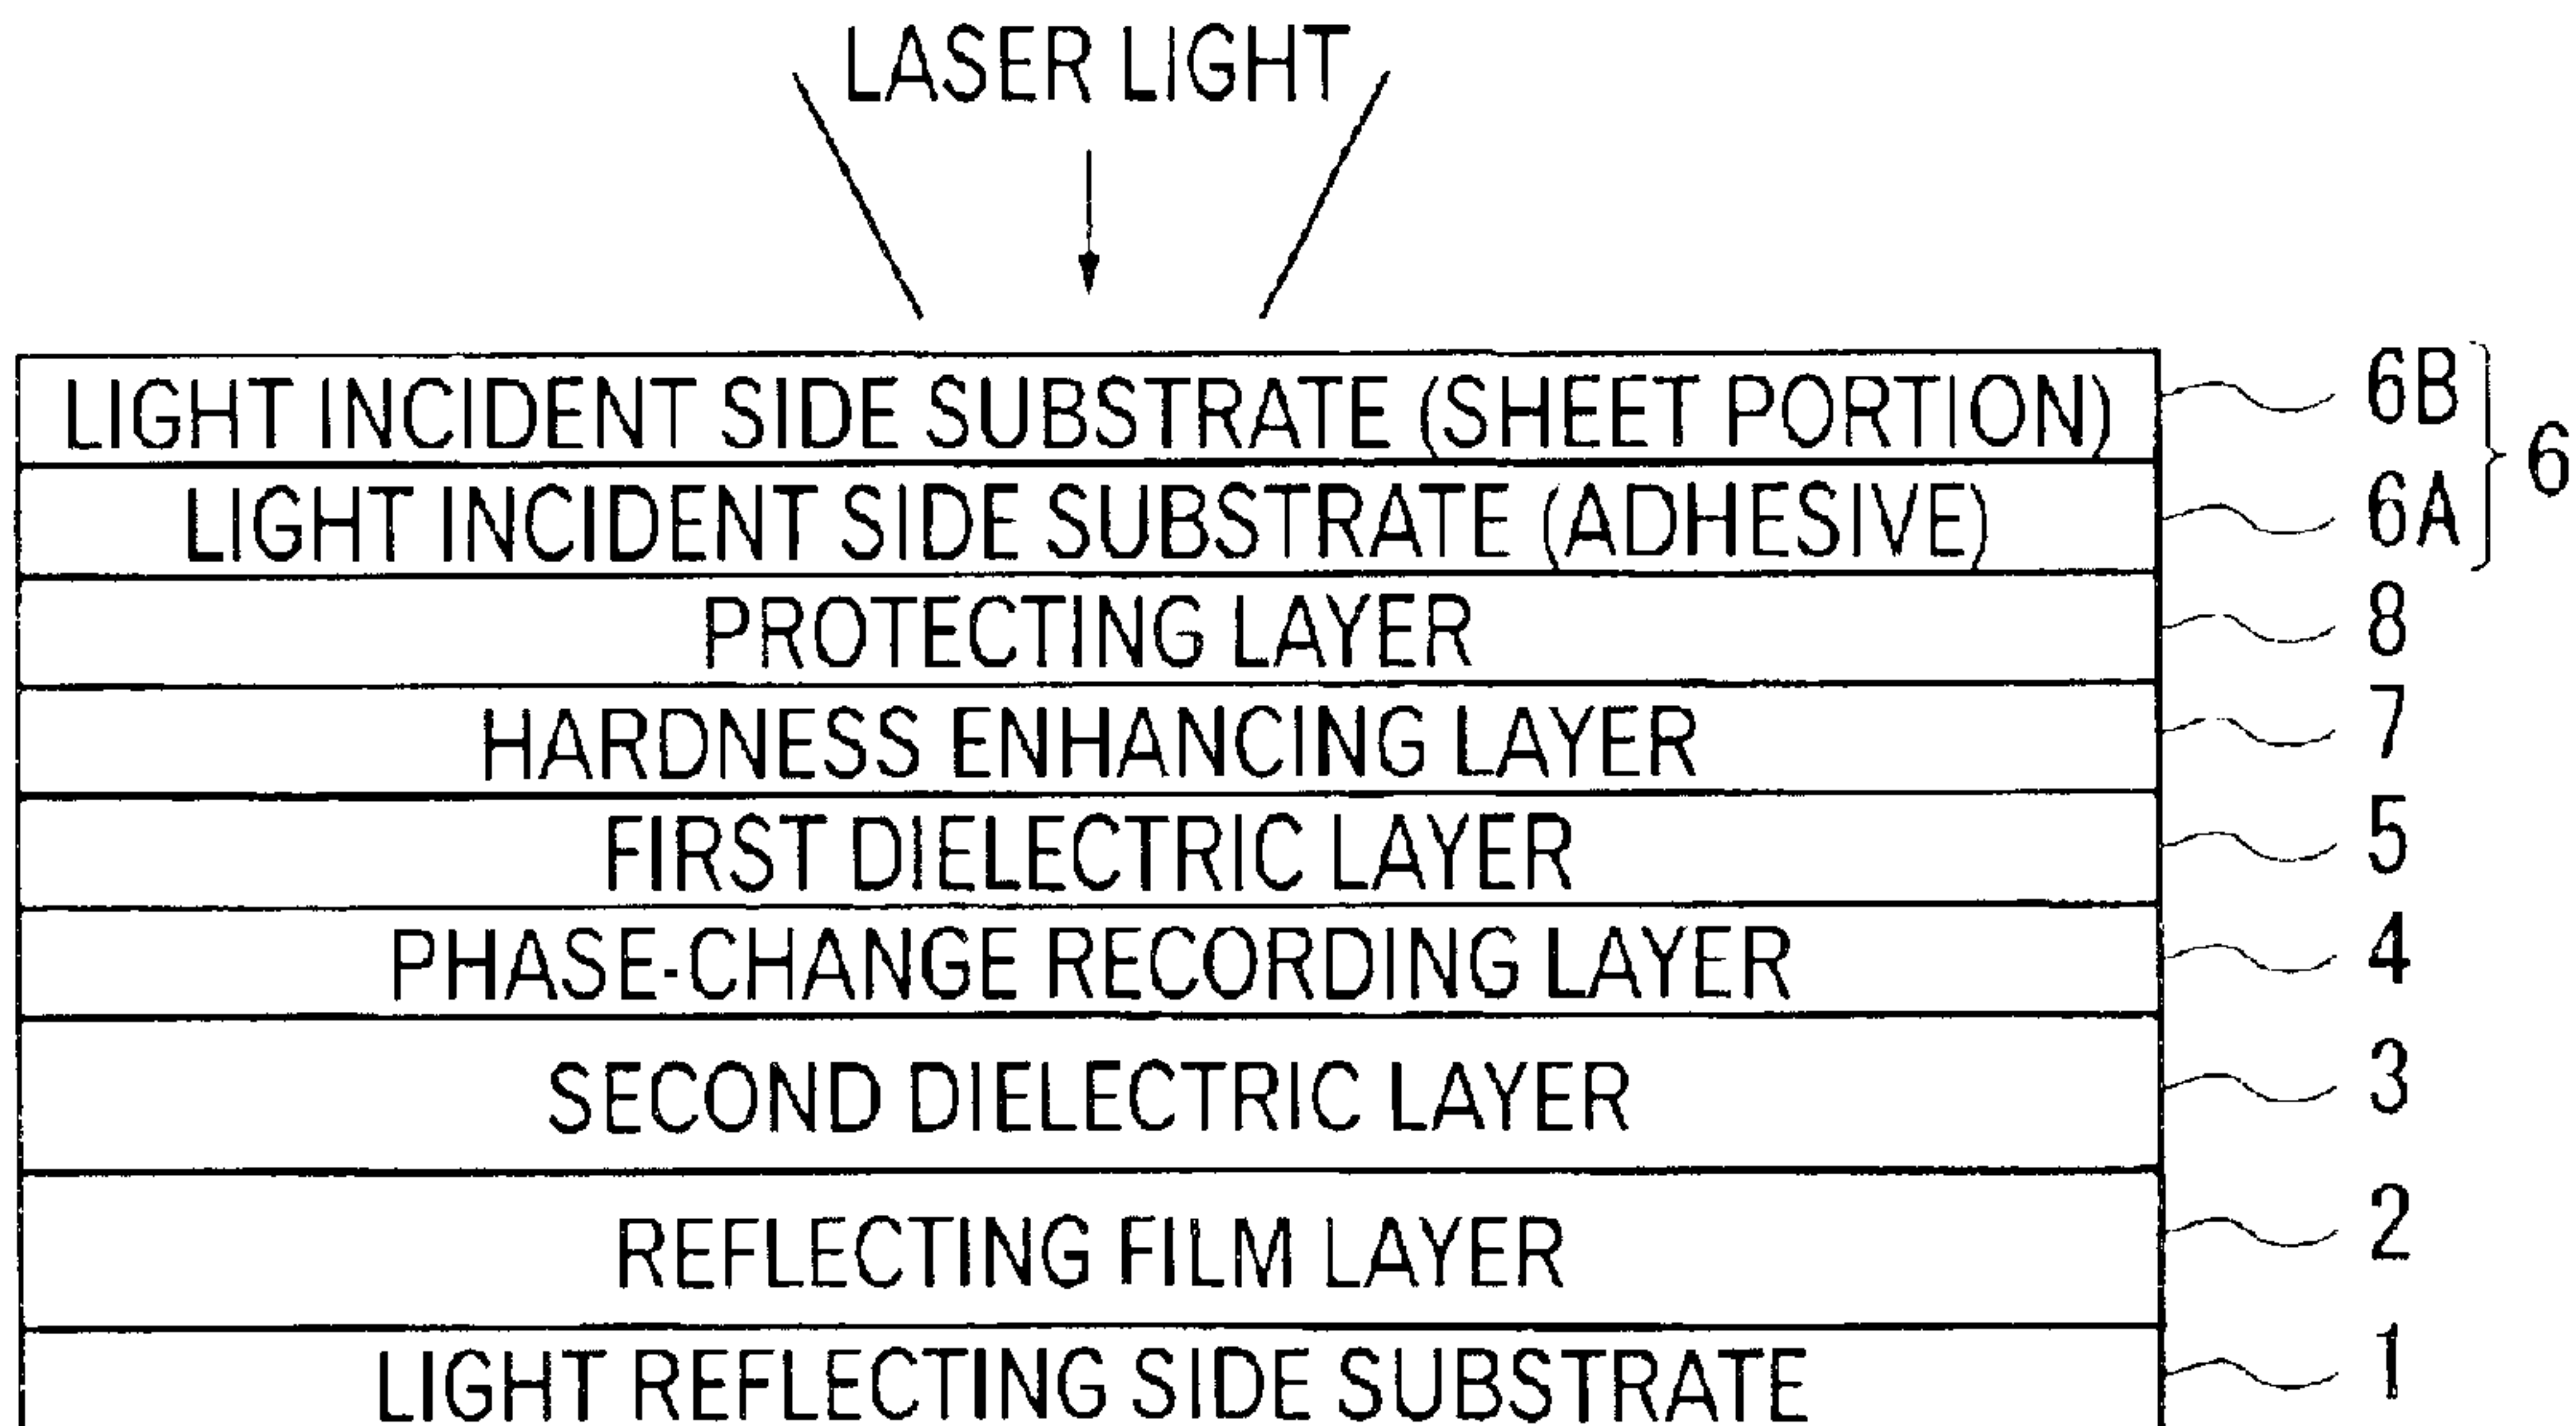 LASER LIGHT
LIGHT INCIDENT SIDE SUBSTRATE (SHEET PORTION) 6B
6
LIGHT INCIDENT SIDE SUBSTRATE (ADHESIVE) 6A
PROTECTING LAYER 8
HARDNESS ENHANCING LAYER 7
FIRST DIELECTRIC LAYER 5
PHASE-CHANGE RECORDING LAYER 4
SECOND DIELECTRIC LAYER 3
REFLECTING FILM LAYER 2
LIGHT REFLECTING SIDE SUBSTRATE 1